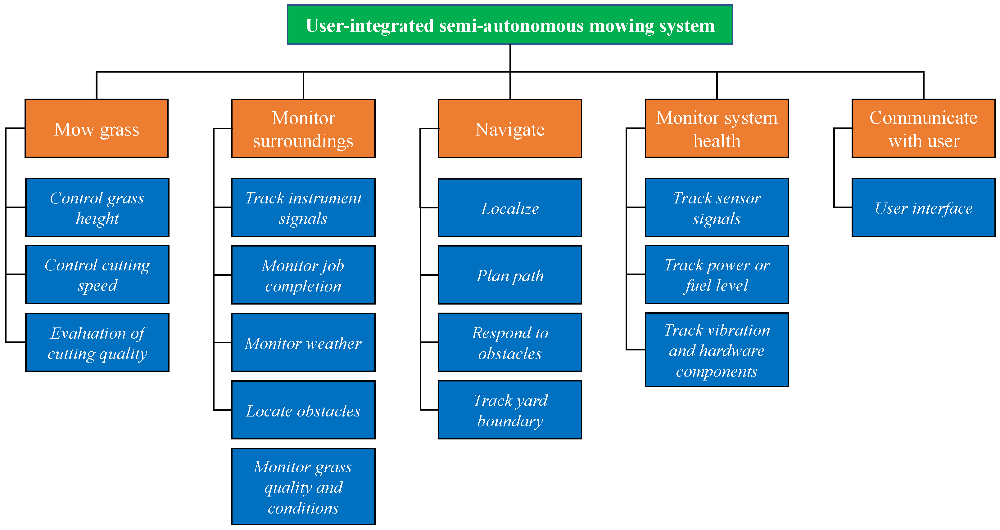 User-integrated semi-autonomous mowing system
Mow grass
Control grass
height
Control cutting
speed
Evaluation of
cutting quality
Monitor
surroundings
Track instrument
signals
Monitor job
completion
Monitor weather
Locate obstacles
Monitor grass
quality and
conditions
Navigate
Localize
Plan path
Respond to
obstacles
Track yard
boundary
Monitor system
health
Track sensor
signals
Track power or
fuel level
Track vibration
and hardware
components
Communicate
with user
User interface